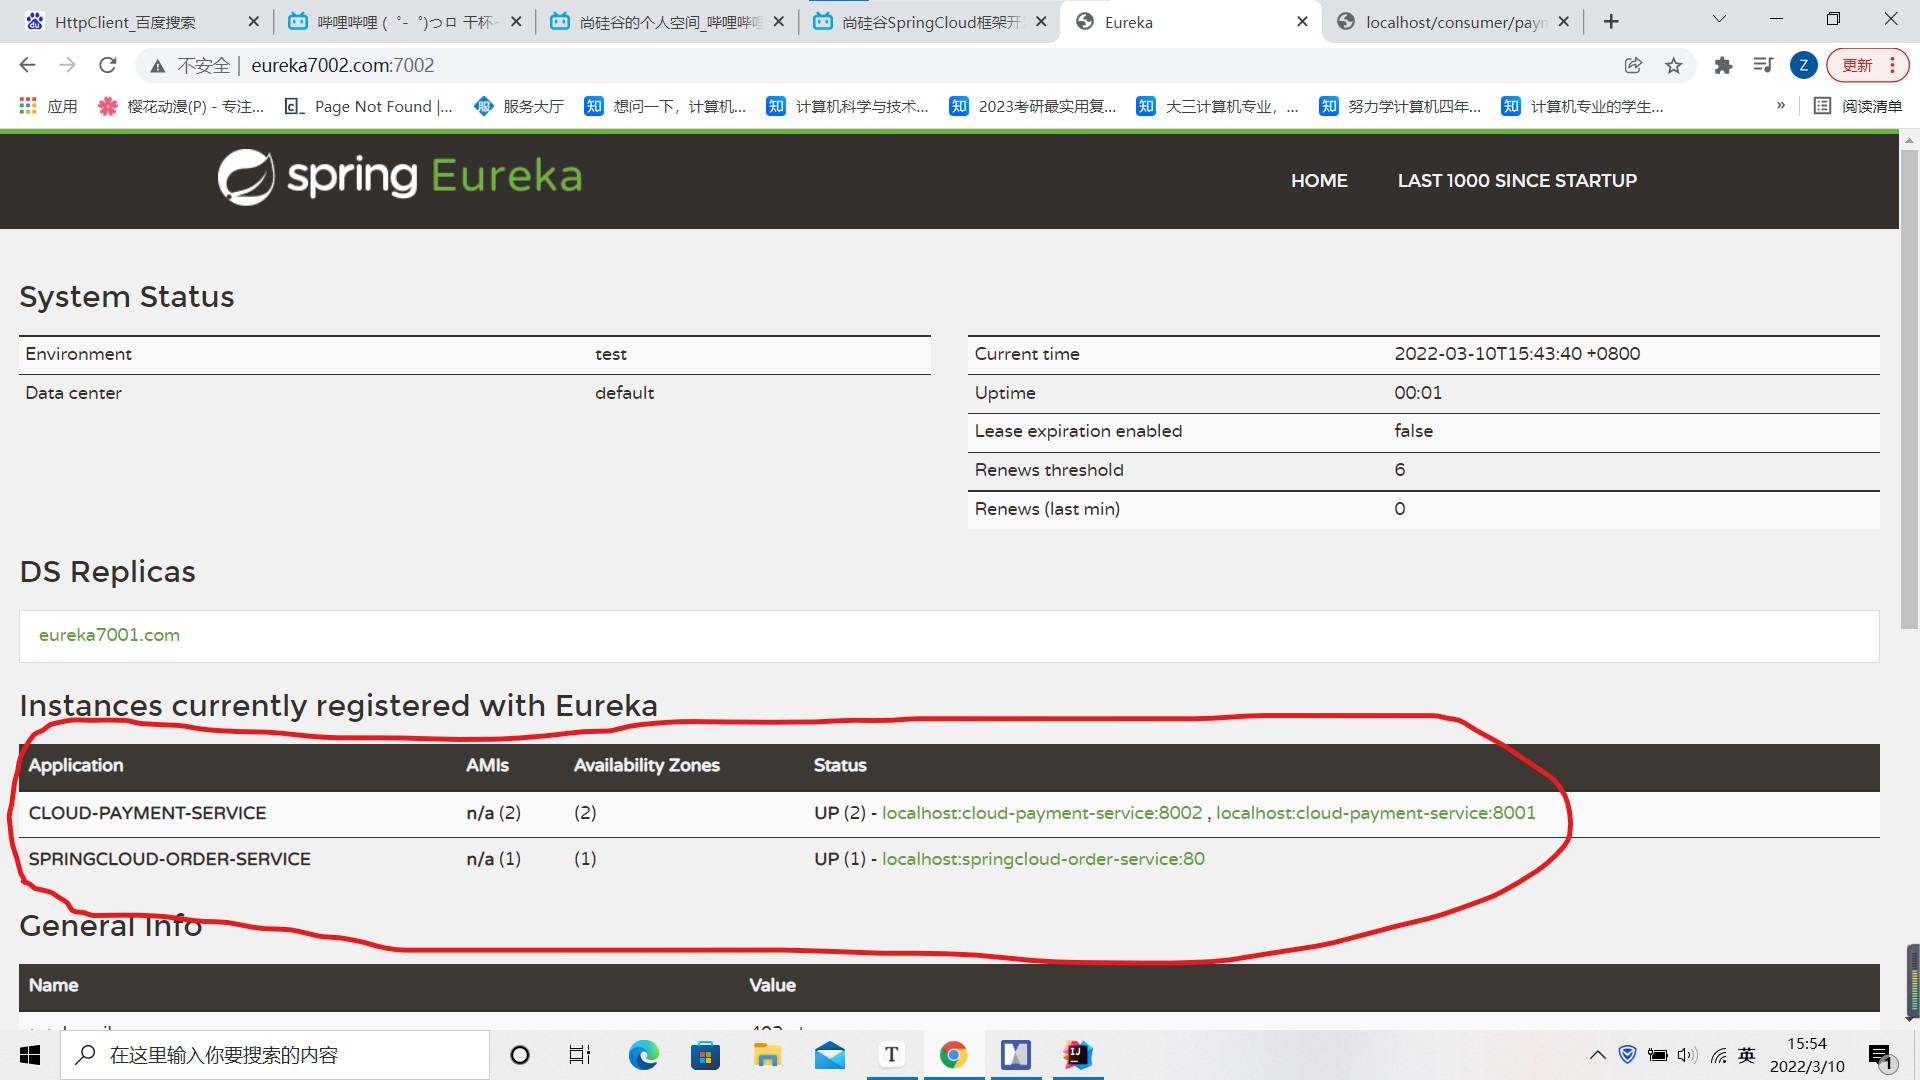 HttpClient_百度搜索
哔哩哔哩 (゜-゜)つロ 干杯~
尚硅谷的个人空间_哔哩哔哩
尚硅谷SpringCloud框架开发
Eureka
localhost/consumer/paym
不安全 | eureka7002.com:7002
Z
更新
应用
樱花动漫(P) - 专注...
Page Not Found |...
服务大厅
知 想问一下，计算机...
知 计算机科学与技术...
知 2023考研最实用复...
知 大三计算机专业，...
知 努力学计算机四年...
知 计算机专业的学生...
»
阅读清单
spring Eureka
HOME
LAST 1000 SINCE STARTUP
System Status
Environment test
Data center default
Current time 2022-03-10T15:43:40 +0800
Uptime 00:01
Lease expiration enabled false
Renews threshold 6
Renews (last min) 0
DS Replicas
eureka7001.com
Instances currently registered with Eureka
Application AMIs Availability Zones Status
CLOUD-PAYMENT-SERVICE n/a (2) (2) UP (2) - localhost:cloud-payment-service:8002 , localhost:cloud-payment-service:8001
SPRINGCLOUD-ORDER-SERVICE n/a (1) (1) UP (1) - localhost:springcloud-order-service:80
General Info
Name Value
在这里输入你要搜索的内容
T
英
15:54
2022/3/10
1